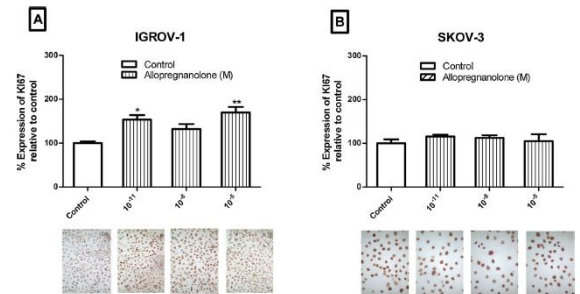 A
IGROV-1
Control
Allopregnanolone (M)
% Expression of KI67
relative to control
300
200
100
0
*
**
Control
10⁻¹¹
10⁻⁸
10⁻⁵
B
SKOV-3
Control
Allopregnanolone (M)
% Expression of KI67
relative to control
300
200
100
0
Control
10⁻¹¹
10⁻⁸
10⁻⁵